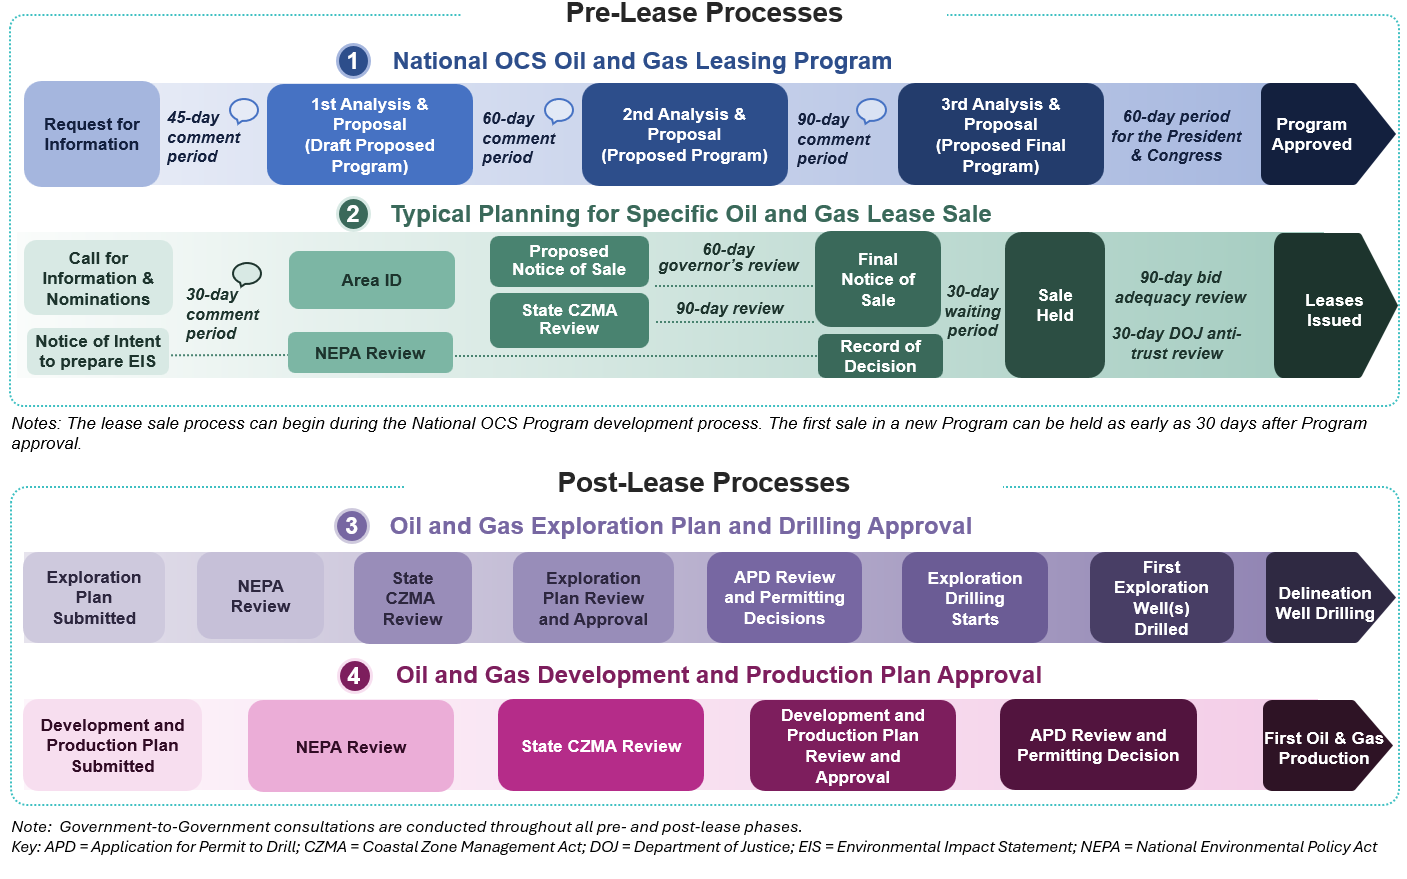 Pre-Lease Processes
1 National OCS Oil and Gas Leasing Program
Request for
Information
45-day
comment
period
1st Analysis &
Proposal
(Draft Proposed
Program)
60-day
comment
period
2nd Analysis &
Proposal
(Proposed Program)
90-day
comment
period
3rd Analysis &
Proposal
(Proposed Final
Program)
60-day period
for the President
& Congress
Program
Approved
2 Typical Planning for Specific Oil and Gas Lease Sale
Call for
Information &
Nominations
Notice of Intent
to prepare EIS
30-day
comment
period
Area ID
NEPA Review
Proposed
Notice of Sale
State CZMA
Review
60-day
governor's review
90-day review
Final
Notice of
Sale
Record of
Decision
30-day
waiting
period
Sale
Held
90-day bid
adequacy review
30-day DOJ anti-
trust review
Leases
Issued
Notes: The lease sale process can begin during the National OCS Program development process. The first sale in a new Program can be held as early as 30 days after Program
approval.
Post-Lease Processes
3 Oil and Gas Exploration Plan and Drilling Approval
Exploration
Plan
Submitted
NEPA
Review
State
CZMA
Review
Exploration
Plan Review
and Approval
APD Review
and Permitting
Decisions
Exploration
Drilling
Starts
First
Exploration
Well(s)
Drilled
Delineation
Well Drilling
4 Oil and Gas Development and Production Plan Approval
Development and
Production Plan
Submitted
NEPA Review
State CZMA Review
Development and
Production Plan
Review and
Approval
APD Review and
Permitting Decision
First Oil & Gas
Production
Note: Government-to-Government consultations are conducted throughout all pre- and post-lease phases.
Key: APD = Application for Permit to Drill; CZMA = Coastal Zone Management Act; DOJ = Department of Justice; EIS = Environmental Impact Statement; NEPA = National Environmental Policy Act